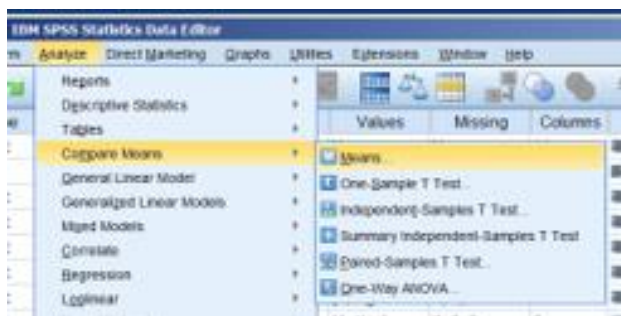 IBM SPSS Statistics Data Editor
Analyze Direct Marketing Graphs Utilities Extensions Window Help
Reports
Descriptive Statistics
Tables
Values Missing Columns
Compare Means
Means...
General Linear Model
One-Sample T Test...
Generalized Linear Models
Independent-Samples T Test...
Mixed Models
Summary Independent-Samples T Test
Correlate
Paired-Samples T Test...
Regression
One-Way ANOVA...
Loglinear